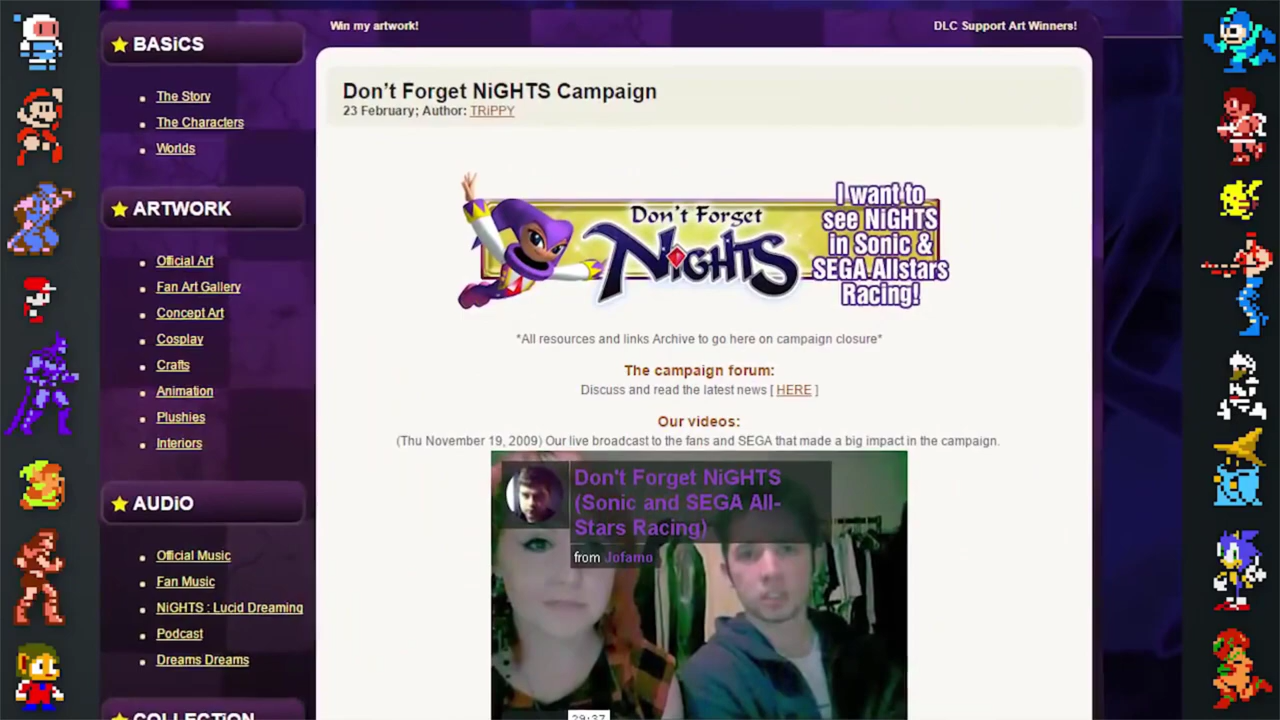 Win my artwork!
DLC Support Art Winners!
BASiCS
The Story
The Characters
Worlds
ARTWORK
Official Art
Fan Art Gallery
Concept Art
Cosplay
Crafts
Animation
Plushies
Interiors
AUDiO
Official Music
Fan Music
NiGHTS : Lucid Dreaming
Podcast
Dreams Dreams
COLLECTiON
Don't Forget NiGHTS Campaign
23 February; Author: TRiPPY
Don't Forget
NiGHTS
I want to
see NiGHTS
in Sonic &
SEGA Allstars
Racing!
*All resources and links Archive to go here on campaign closure*
The campaign forum:
Discuss and read the latest news [ HERE ]
Our videos:
(Thu November 19, 2009) Our live broadcast to the fans and SEGA that made a big impact in the campaign.
Don't Forget NiGHTS
(Sonic and SEGA All-
Stars Racing)
from Jofamo
29:37